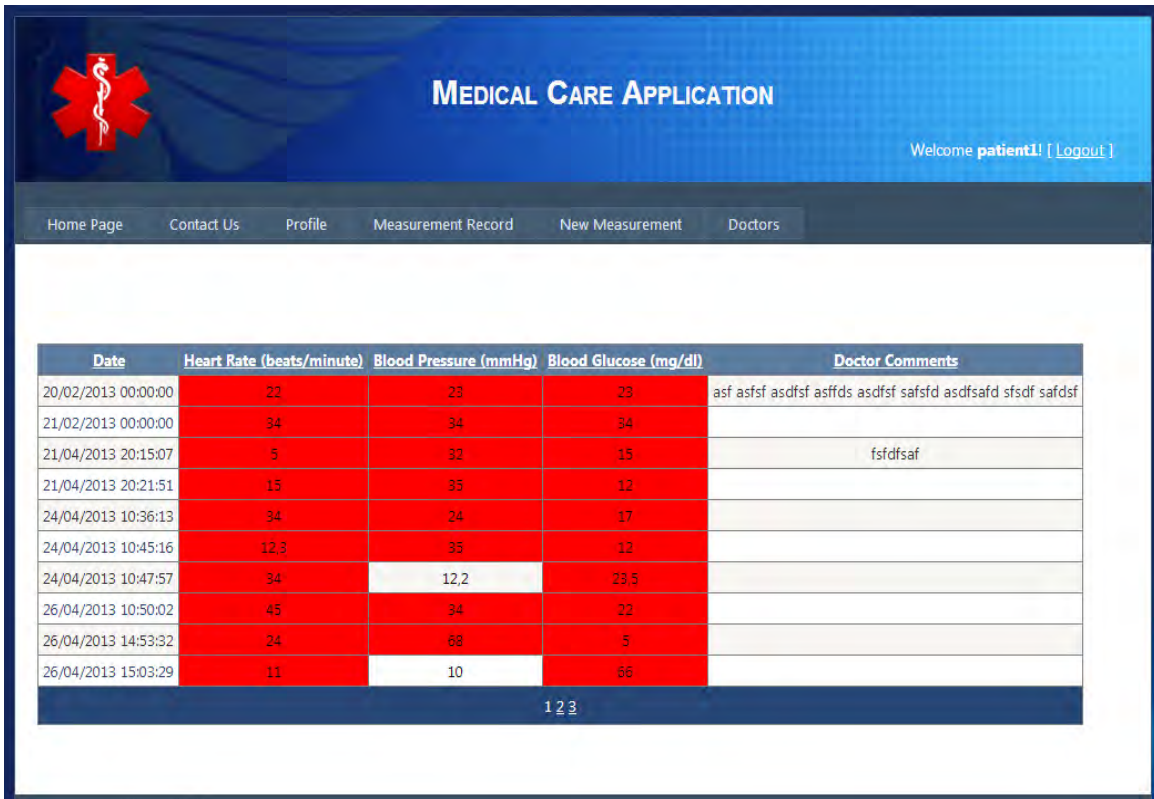 MEDICAL CARE APPLICATION
Welcome patient1! [ Logout ]
Home Page Contact Us Profile Measurement Record New Measurement Doctors
Date Heart Rate (beats/minute) Blood Pressure (mmHg) Blood Glucose (mg/dl) Doctor Comments
20/02/2013 00:00:00 22 23 23 asf asfsf asdfsf asffds asdfsf safsfd asdfsafd sfsdf safdsf
21/02/2013 00:00:00 34 34 34
21/04/2013 20:15:07 5 32 15 fsfdfsaf
21/04/2013 20:21:51 15 35 12
24/04/2013 10:36:13 34 24 17
24/04/2013 10:45:16 12,3 35 12
24/04/2013 10:47:57 34 12,2 23,5
26/04/2013 10:50:02 45 34 22
26/04/2013 14:53:32 24 68 5
26/04/2013 15:03:29 11 10 66
1 2 3